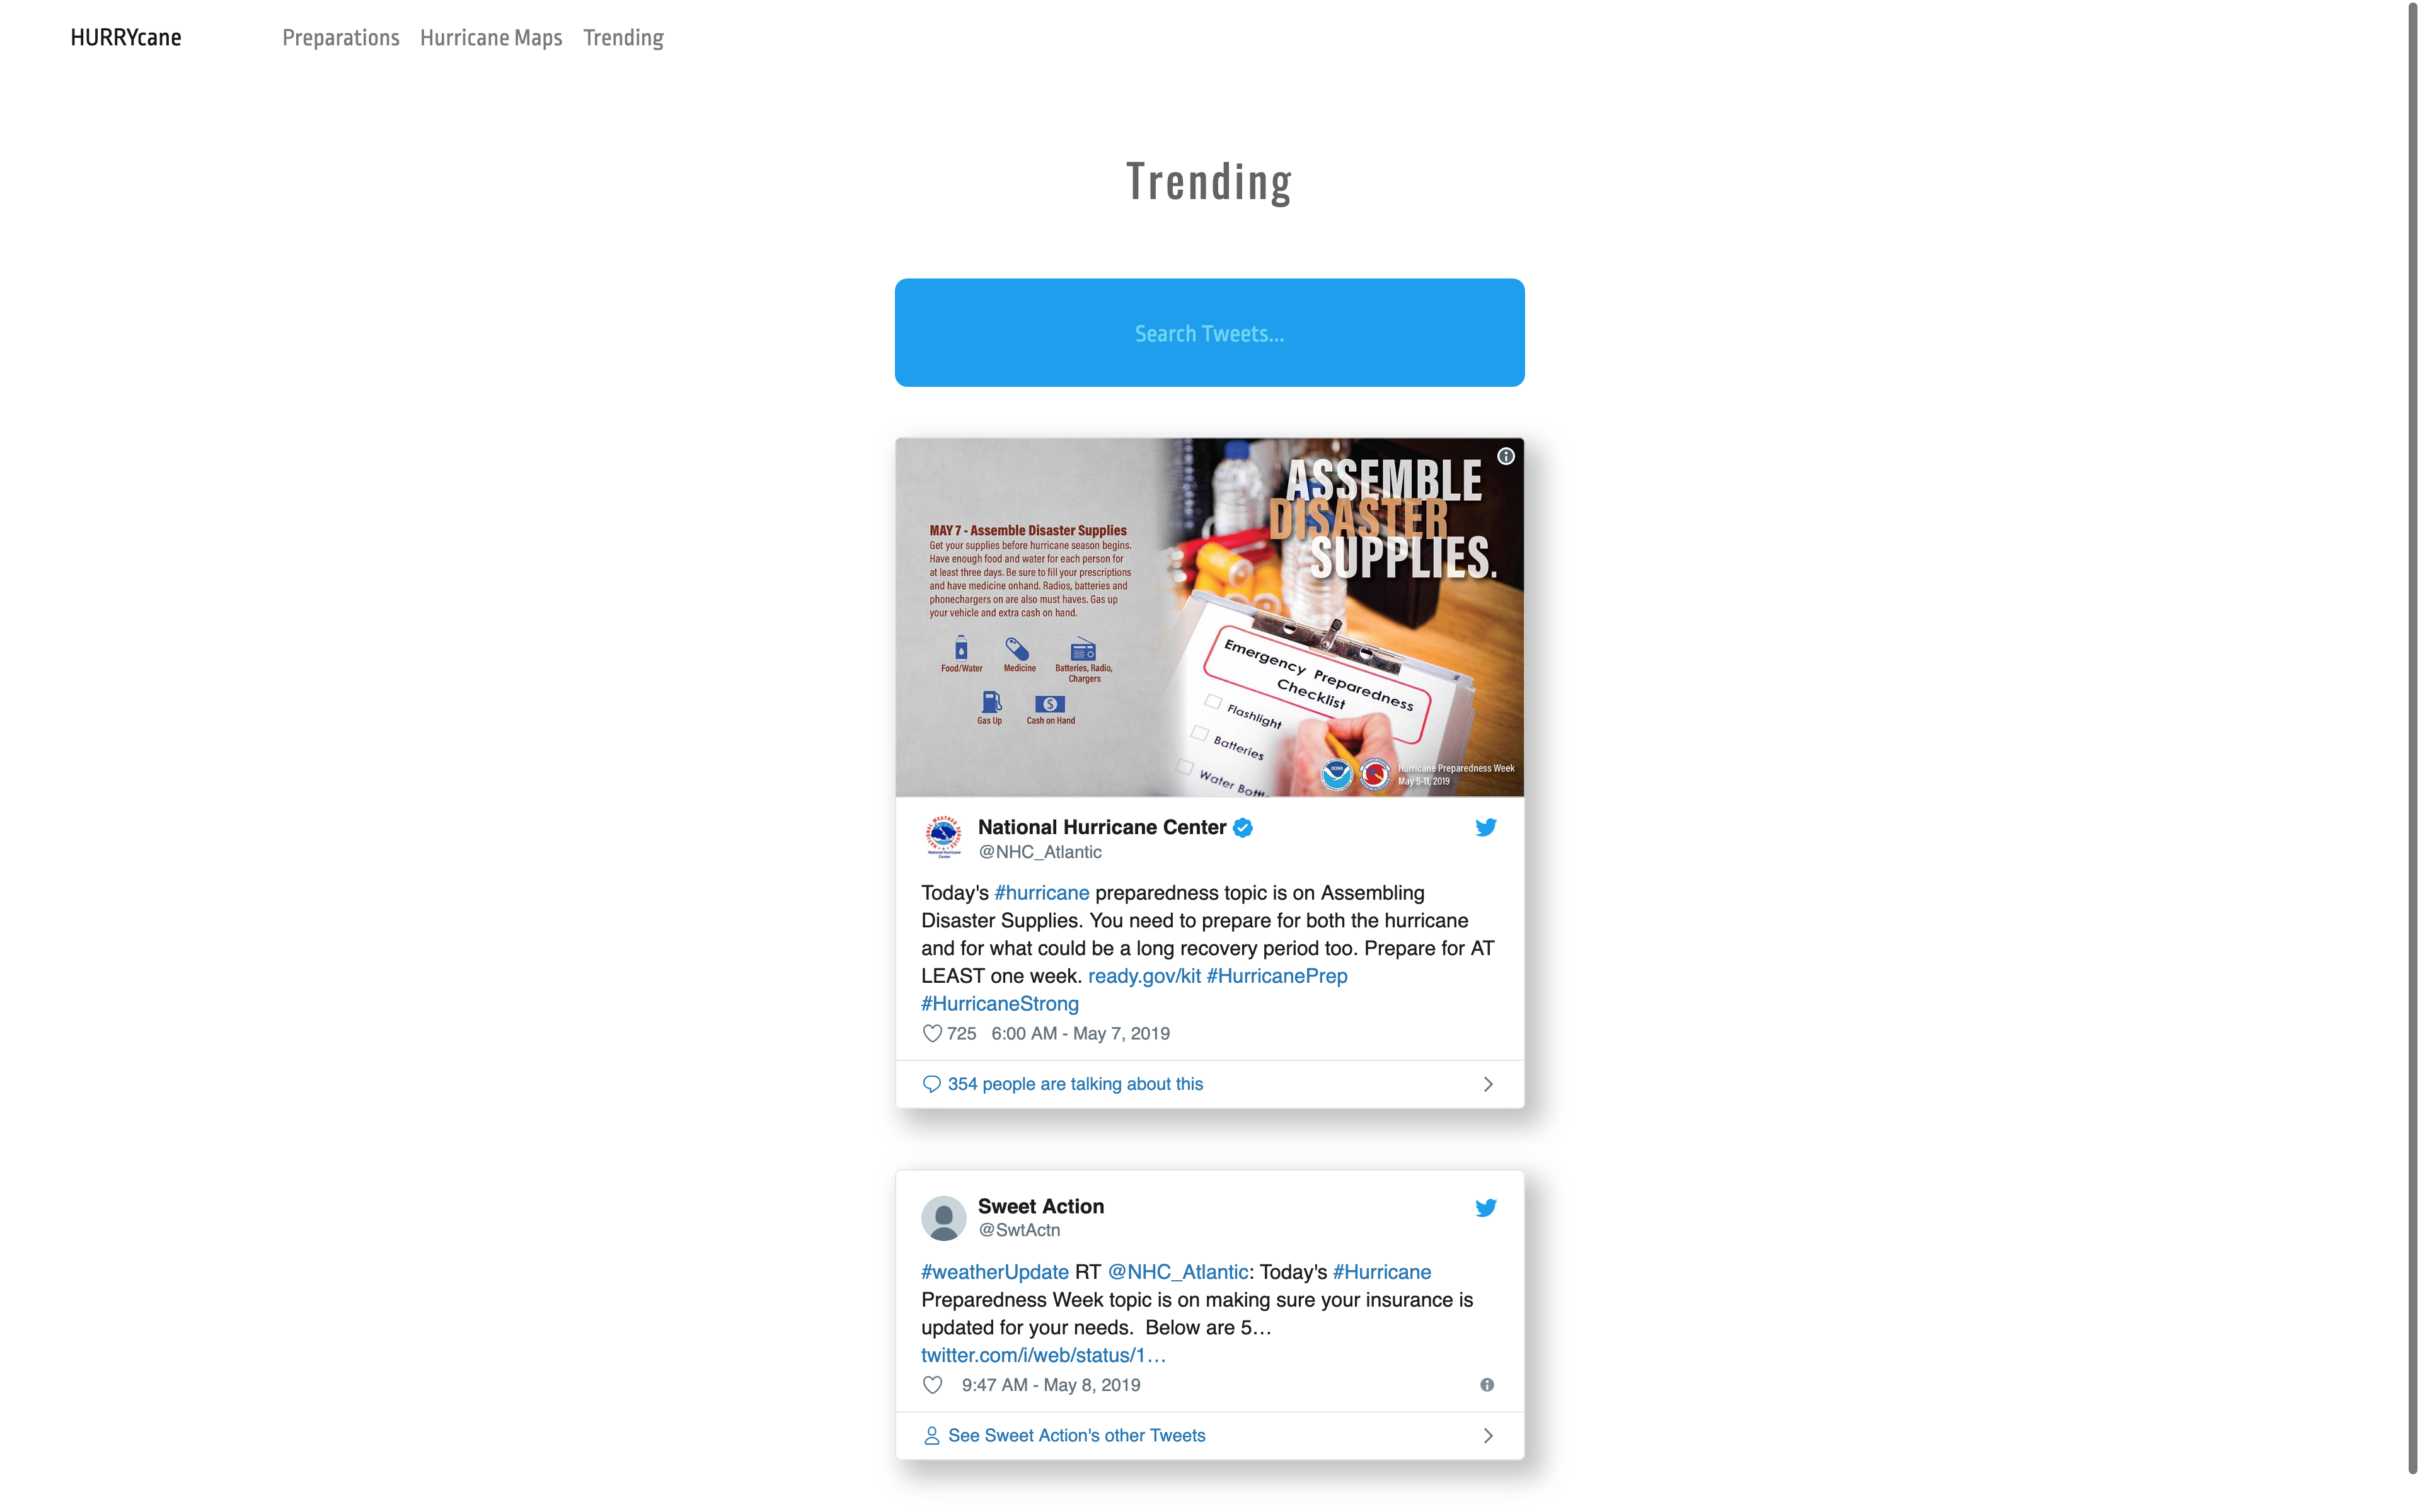 HURRYcane
Preparations
Hurricane Maps
Trending
Trending
Search Tweets...
ASSEMBLE
DISASTER
SUPPLIES.
MAY 7 - Assemble Disaster Supplies
Get your supplies before hurricane season begins.
Have enough food and water for each person for
at least three days. Be sure to fill your prescriptions
and have medicine onhand. Radios, batteries and
phonechargers on are also must haves. Gas up
your vehicle and extra cash on hand.
Food/Water
Medicine
Batteries, Radio,
Chargers
Gas Up
Cash on Hand
Emergency Preparedness
Checklist
Flashlight
Batteries
Water
Hurricane Preparedness Week
May 5-11, 2019
National Hurricane Center
@NHC_Atlantic
Today's #hurricane preparedness topic is on Assembling
Disaster Supplies. You need to prepare for both the hurricane
and for what could be a long recovery period too. Prepare for AT
LEAST one week. ready.gov/kit #HurricanePrep
#HurricaneStrong
725 6:00 AM - May 7, 2019
354 people are talking about this
Sweet Action
@SwtActn
#weatherUpdate RT @NHC_Atlantic: Today's #Hurricane
Preparedness Week topic is on making sure your insurance is
updated for your needs.  Below are 5…
twitter.com/i/web/status/1…
9:47 AM - May 8, 2019
See Sweet Action's other Tweets